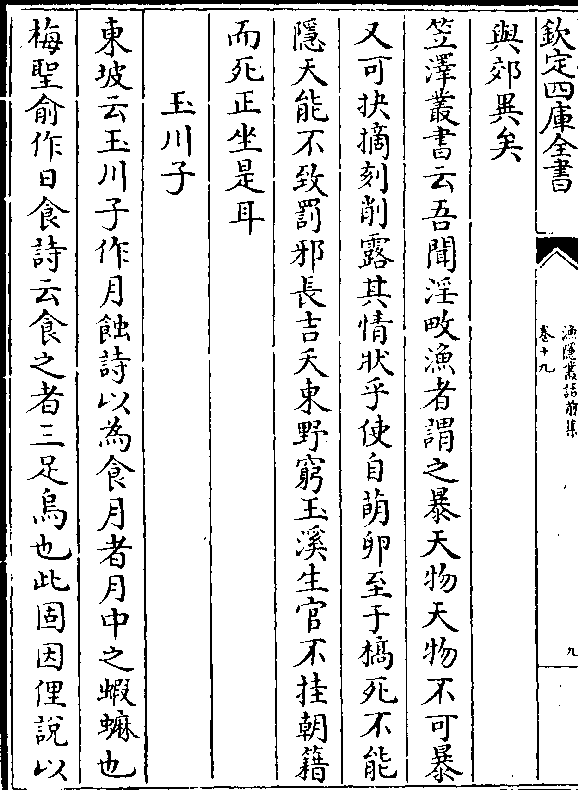 欽定四庫全書
漁隱叢話前集
卷十九
九
與郊異矣
笠澤叢書云吾聞淫畋漁者謂之暴天物天物不可暴
又可抉摘刻削露其情狀乎使自萌卵至于槁死不能
隱天能不致罰邪長吉夭東野窮玉溪生官不挂朝籍
而死正坐是耳
玉川子
東坡云玉川子作月蝕詩以為食月者月中之蝦蟆也
梅聖俞作日食詩云食之者三足烏也此固因俚說以